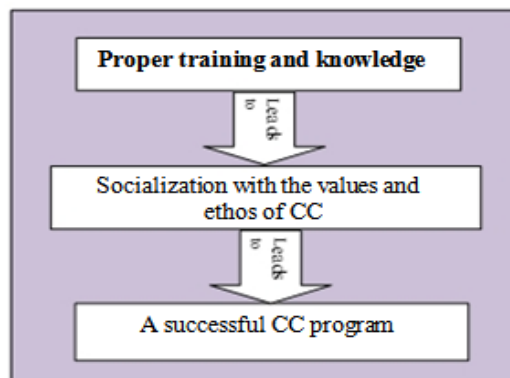 Proper training and knowledge
Leads
to
Socialization with the values and
ethos of CC
Leads
to
A successful CC program